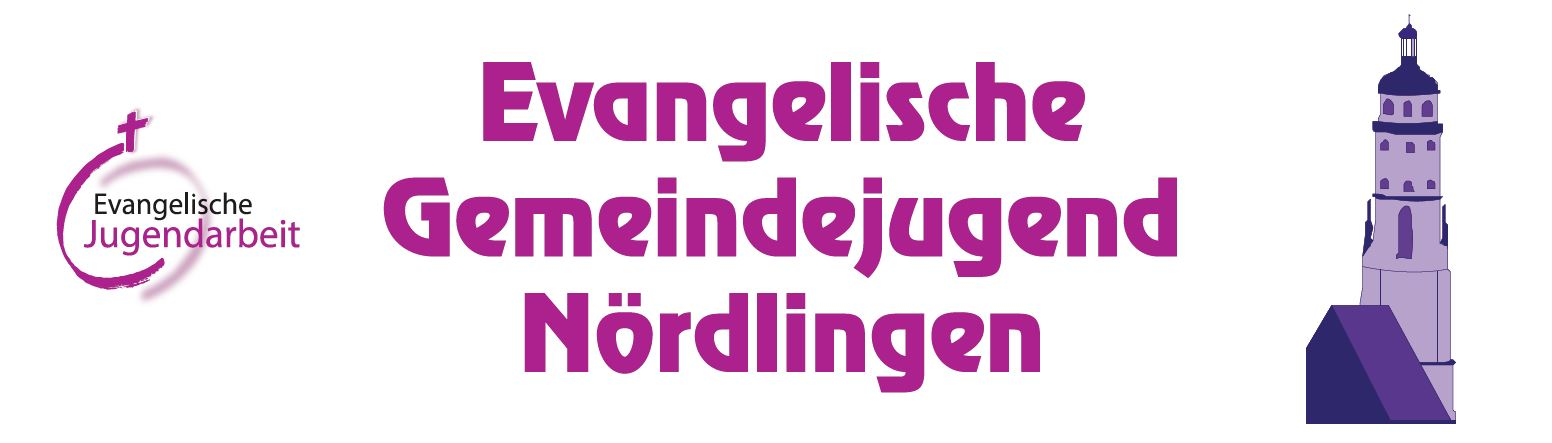 Evangelische
Jugendarbeit
Evangelische
Gemeindejugend
Nördlingen